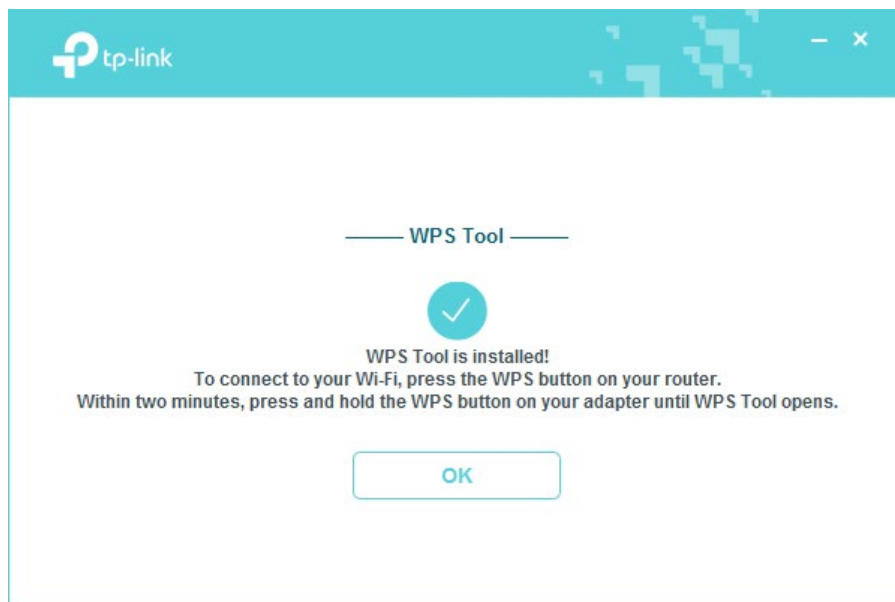 tp-link
WPS Tool
WPS Tool is installed!
To connect to your Wi-Fi, press the WPS button on your router.
Within two minutes, press and hold the WPS button on your adapter until WPS Tool opens.
OK